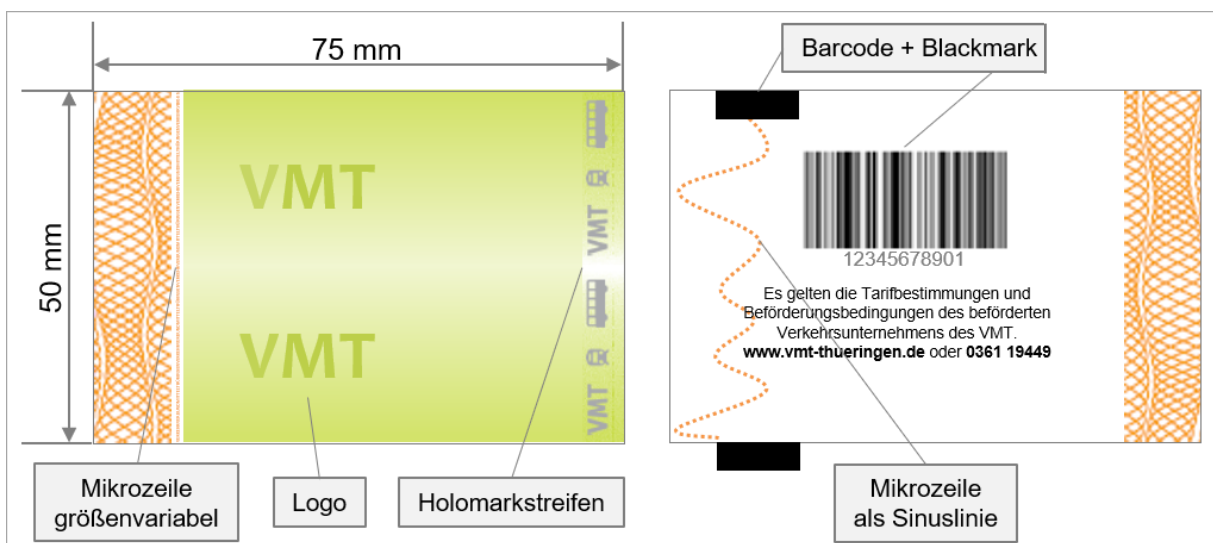 75 mm
50 mm
VMT
VMT
VMT
VMT
Mikrozeile
größenvariabel
Logo
Holomarkstreifen
Barcode + Blackmark
12345678901
Es gelten die Tarifbestimmungen und
Beförderungsbedingungen des beförderten
Verkehrsunternehmens des VMT.
www.vmt-thueringen.de oder 0361 19449
Mikrozeile
als Sinuslinie